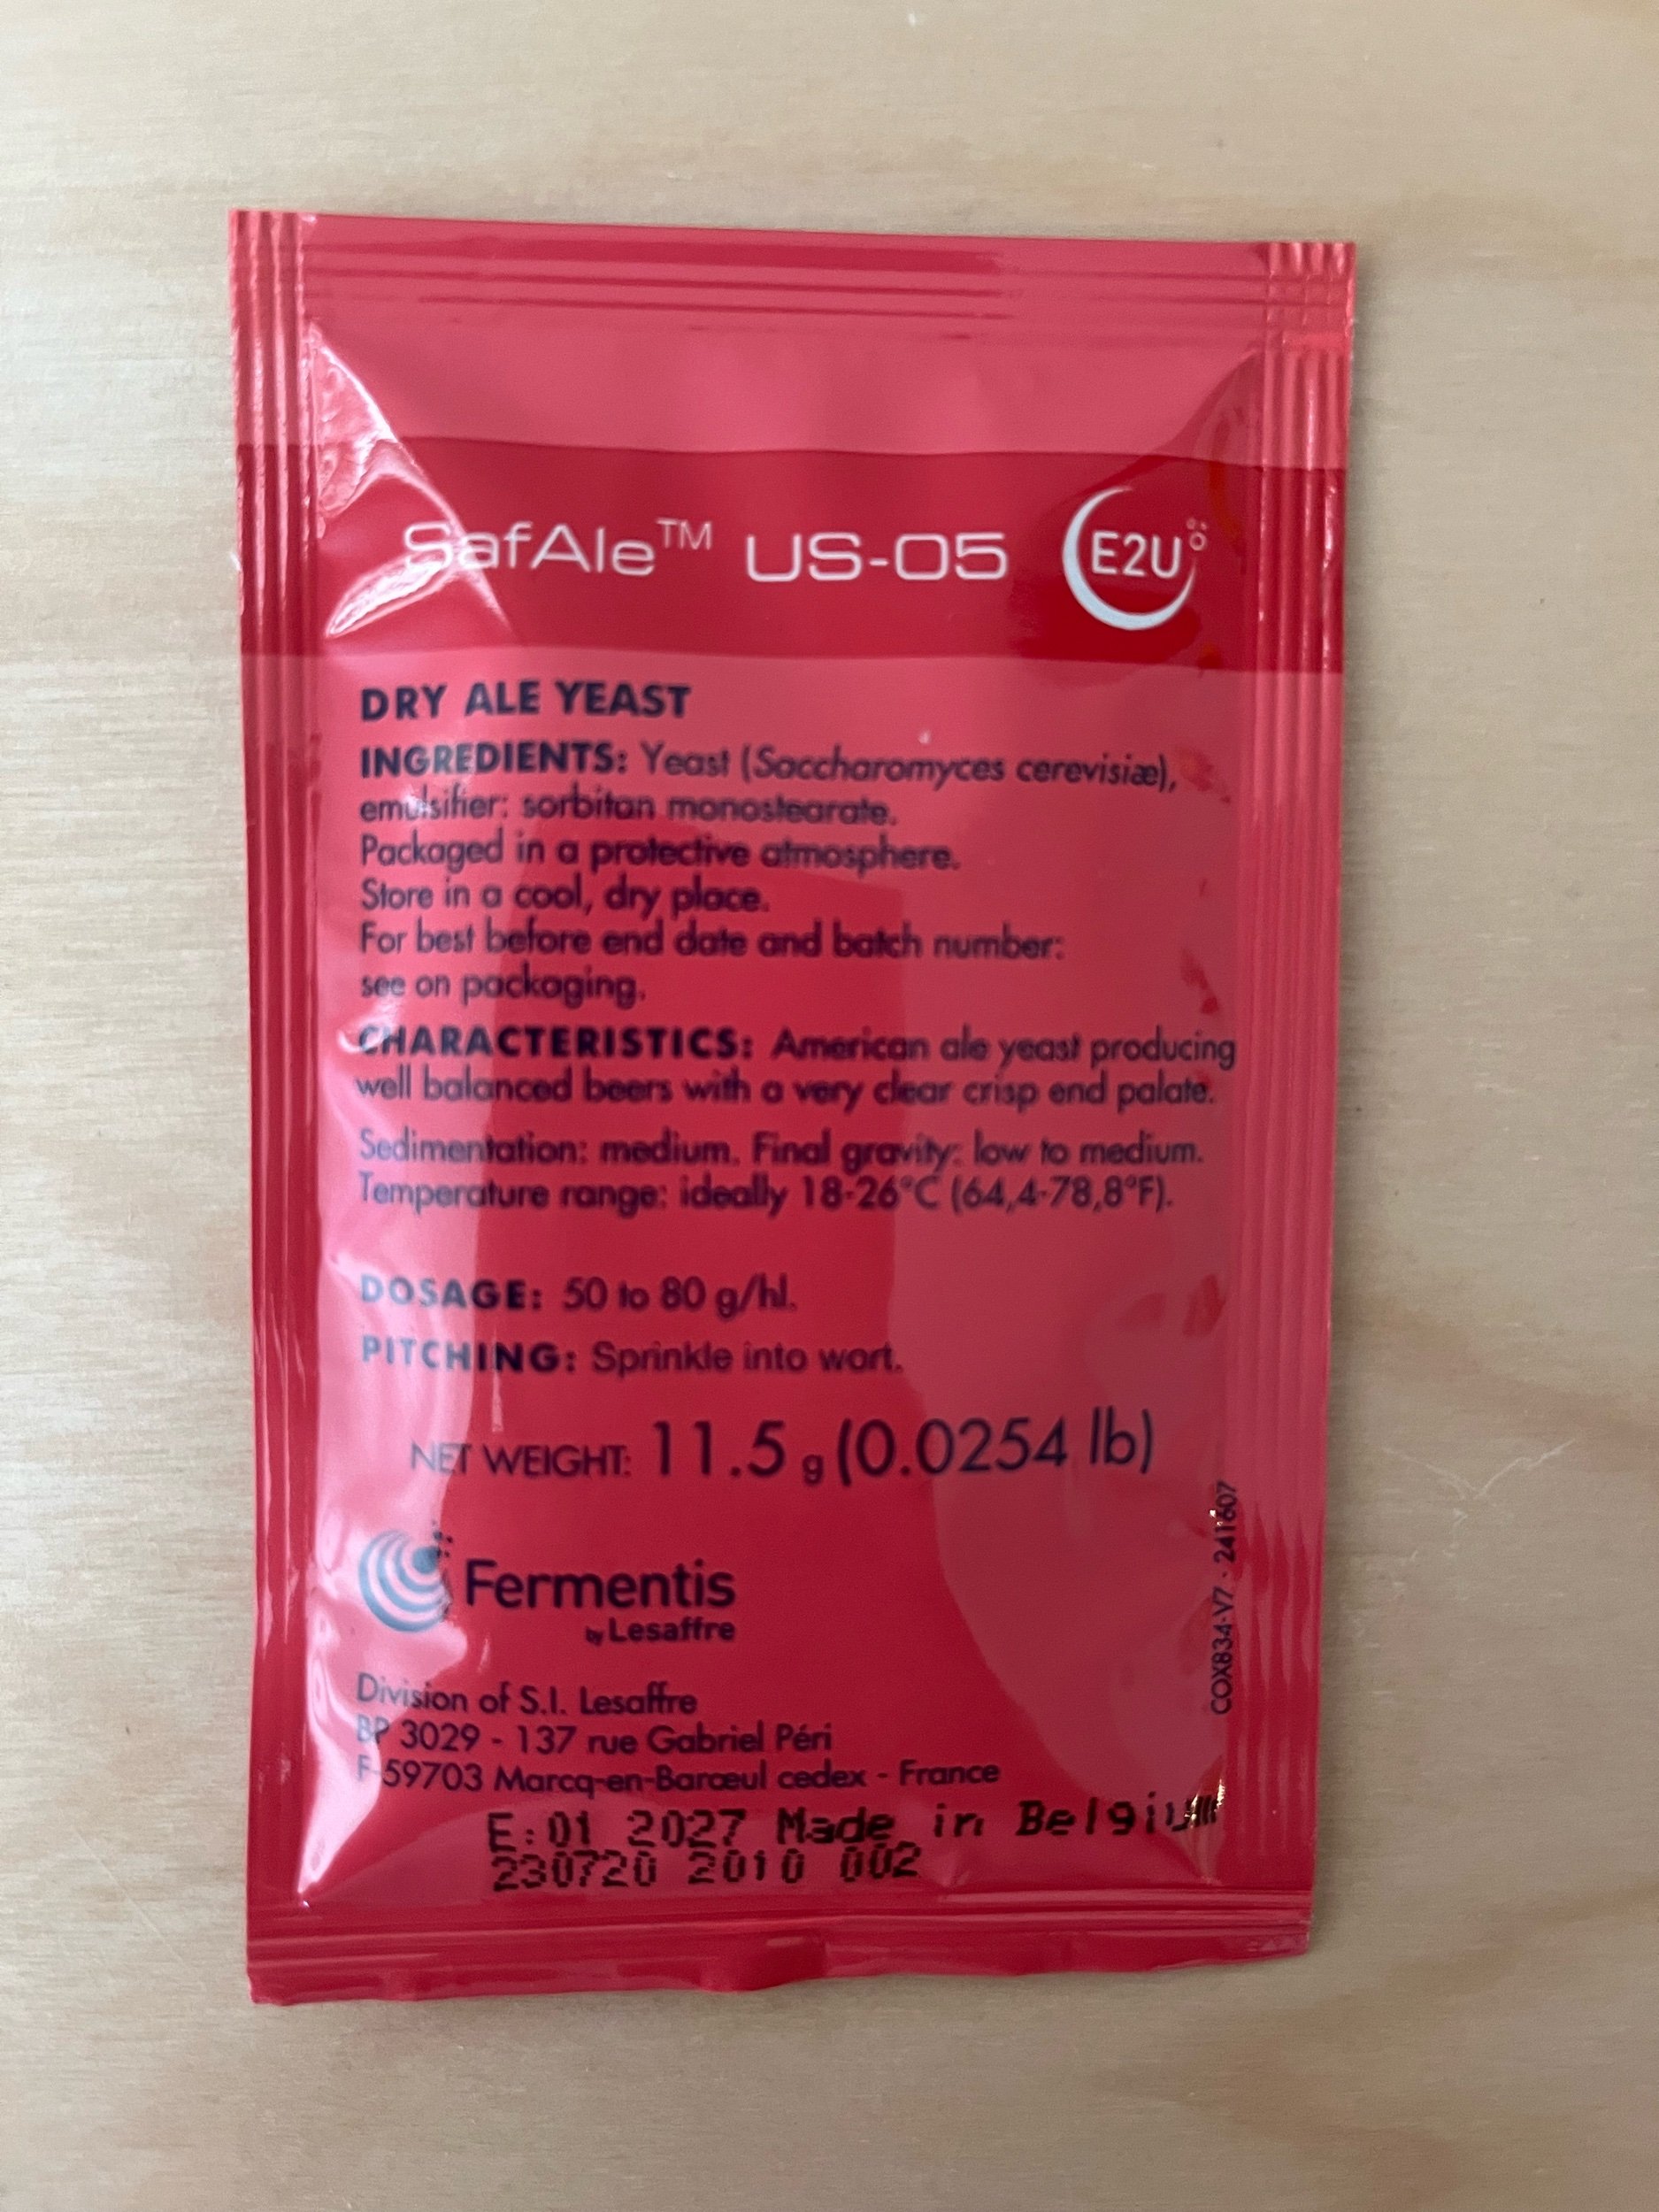 SafAle™ US-05 E2U
DRY ALE YEAST
INGREDIENTS: Yeast (Saccharomyces cerevisiæ),
emulsifier: sorbitan monostearate.
Packaged in a protective atmosphere.
Store in a cool, dry place.
For best before end date and batch number:
see on packaging.
CHARACTERISTICS: American ale yeast producing
well balanced beers with a very clear crisp end palate.
Sedimentation: medium. Final gravity: low to medium.
Temperature range: ideally 18-26°C (64,4-78,8°F).
DOSAGE: 50 to 80 g/hl.
PITCHING: Sprinkle into wort.
NET WEIGHT: 11.5 g (0.0254 lb)
Fermentis
by Lesaffre
COX834-V7 - 241607
Division of S.I. Lesaffre
BP 3029 - 137 rue Gabriel Péri
F-59703 Marcq-en-Barœul cedex - France
E:01 2027 Made in Belgium
230720 2010 002